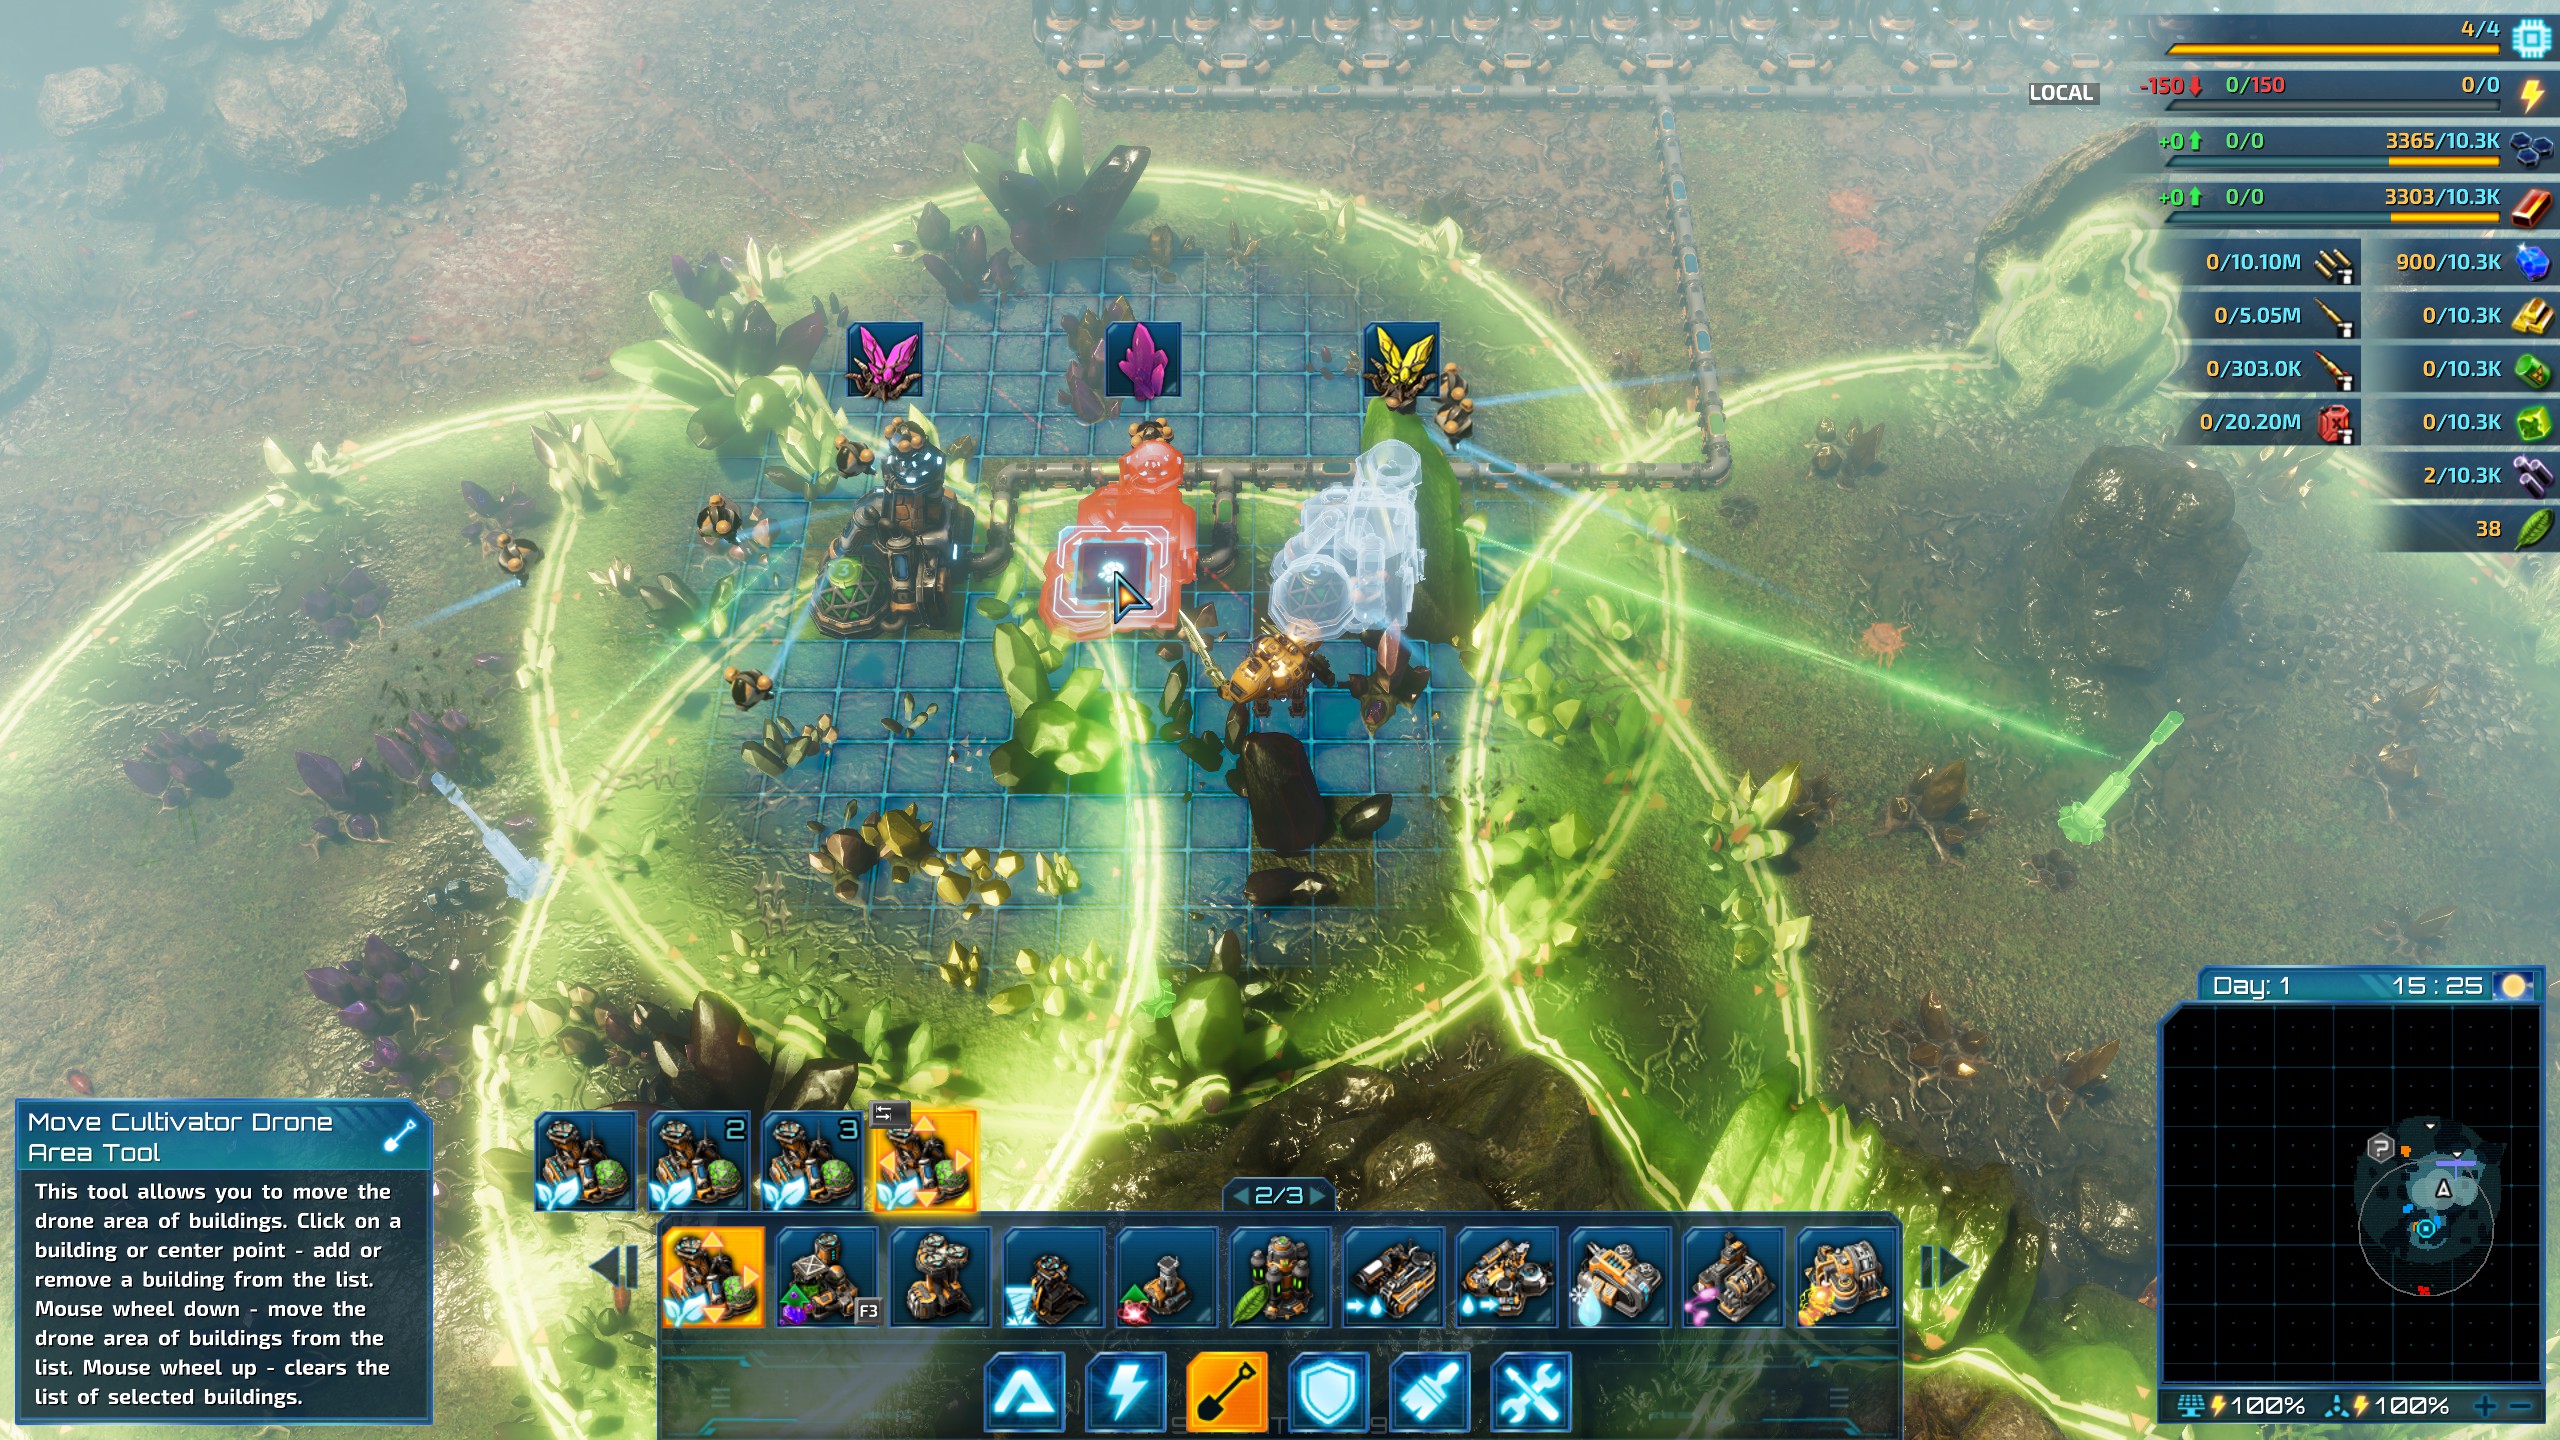 4/4
LOCAL
-150 0/150 0/0
+0 0/0 3365/10.3K
+0 0/0 3303/10.3K
0/10.10M 900/10.3K
0/5.05M 0/10.3K
0/303.0K 0/10.3K
0/20.20M 0/10.3K
2/10.3K
38
3
3
Day: 1 15:25
Move Cultivator Drone
Area Tool
This tool allows you to move the
drone area of buildings. Click on a
building or center point - add or
remove a building from the list.
Mouse wheel down - move the
drone area of buildings from the
list. Mouse wheel up - clears the
list of selected buildings.
2 3
2/3
F3
?
A
100% 100%